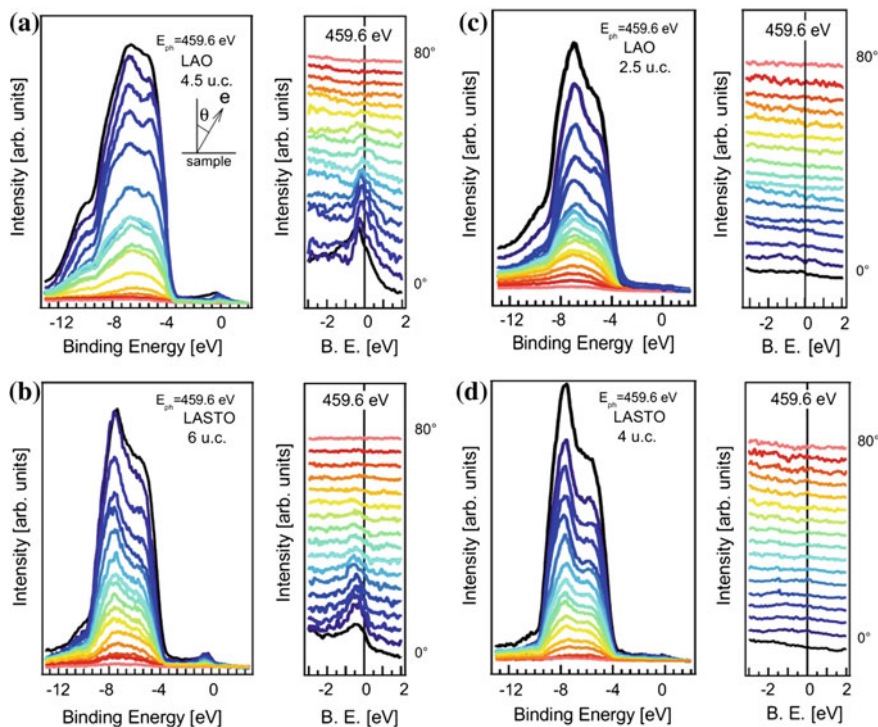 (a)
Intensity [arb. units]
E_ph=459.6 eV
LAO
4.5 u.c.
e
θ
sample
-12 -8 -4 0
Binding Energy [eV]
Intensity [arb. units]
459.6 eV
80°
0°
-2 0 2
B. E. [eV]
(c)
Intensity [arb. units]
E_ph=459.6 eV
LAO
2.5 u.c.
-12 -8 -4 0
Binding Energy [eV]
Intensity [arb. units]
459.6 eV
80°
0°
-2 0 2
B. E. [eV]
(b)
Intensity [arb. units]
E_ph=459.6 eV
LASTO
6 u.c.
-12 -8 -4 0
Binding Energy [eV]
Intensity [arb. units]
459.6 eV
80°
0°
-2 0 2
B. E. [eV]
(d)
Intensity [arb. units]
E_ph=459.6 eV
LASTO
4 u.c.
-12 -8 -4 0
Binding Energy [eV]
Intensity [arb. units]
459.6 eV
80°
0°
-2 0 2
B. E. [eV]